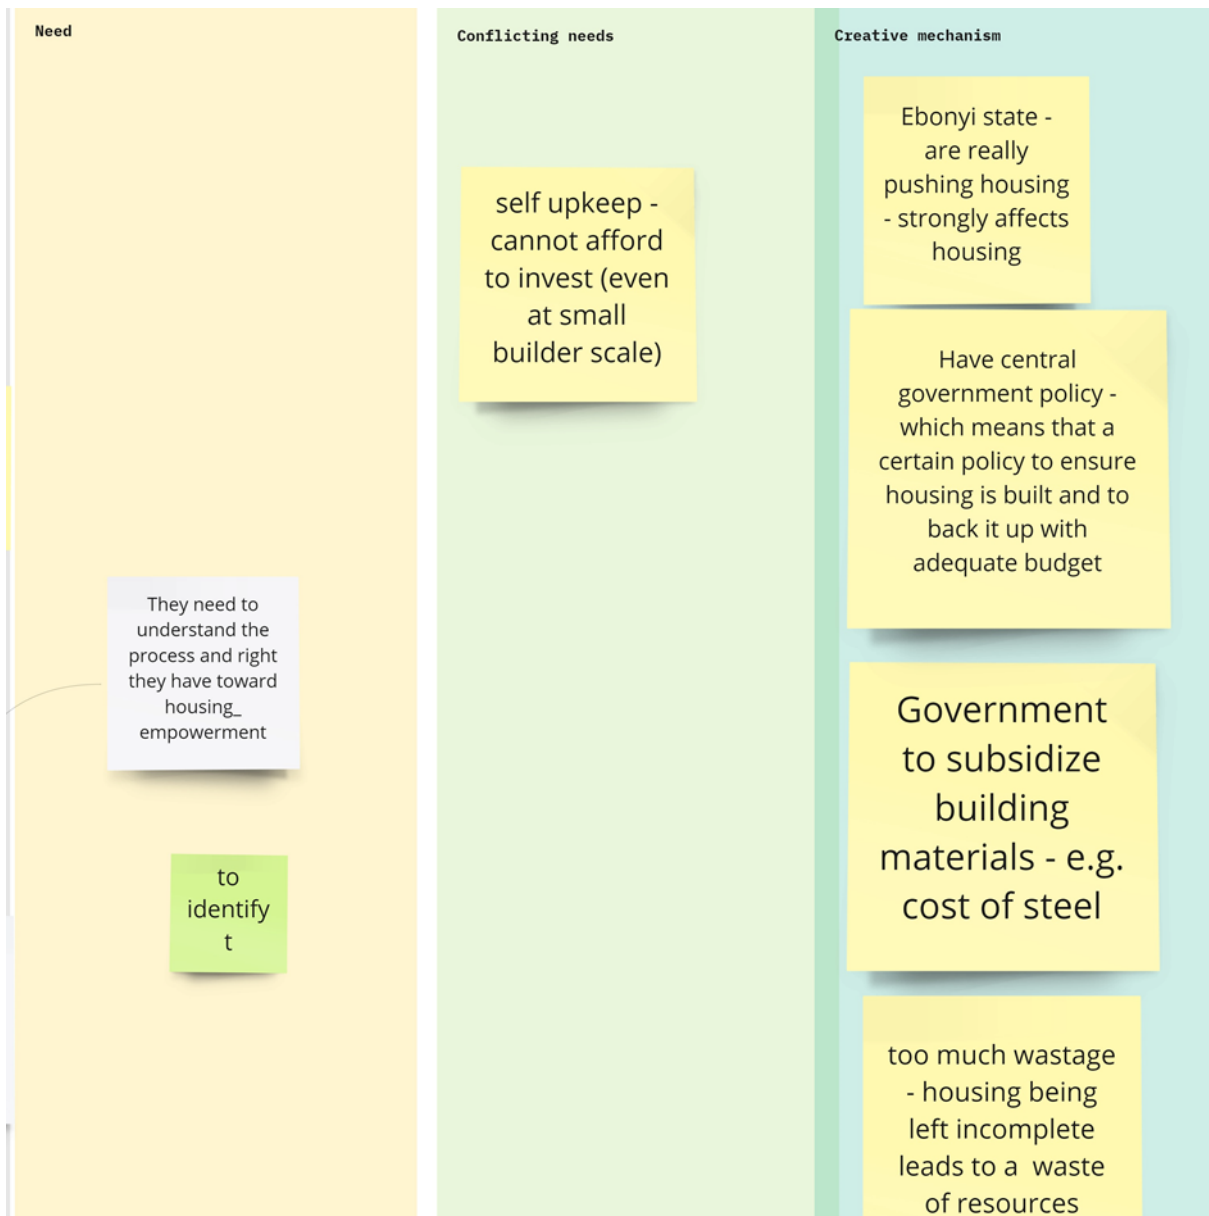 Need
They need to
understand the
process and right
they have toward
housing_
empowerment
to
identify
t
Conflicting needs
self upkeep -
cannot afford
to invest (even
at small
builder scale)
Creative mechanism
Ebonyi state -
are really
pushing housing
- strongly affects
housing
Have central
government policy -
which means that a
certain policy to ensure
housing is built and to
back it up with
adequate budget
Government
to subsidize
building
materials - e.g.
cost of steel
too much wastage
- housing being
left incomplete
leads to a  waste
of resources